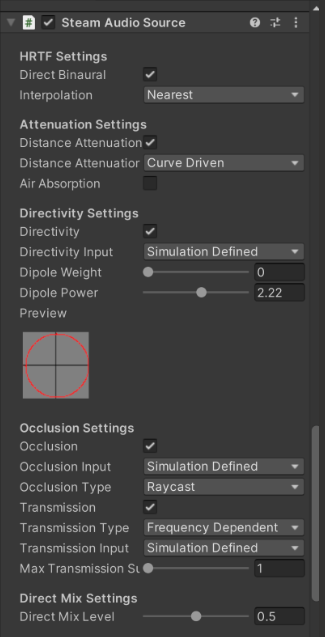 Steam Audio Source
HRTF Settings
Direct Binaural
Interpolation Nearest
Attenuation Settings
Distance Attenuation
Distance Attenuation Curve Driven
Air Absorption
Directivity Settings
Directivity
Directivity Input Simulation Defined
Dipole Weight 0
Dipole Power 2.22
Preview
Occlusion Settings
Occlusion
Occlusion Input Simulation Defined
Occlusion Type Raycast
Transmission
Transmission Type Frequency Dependent
Transmission Input Simulation Defined
Max Transmission Su 1
Direct Mix Settings
Direct Mix Level 0.5